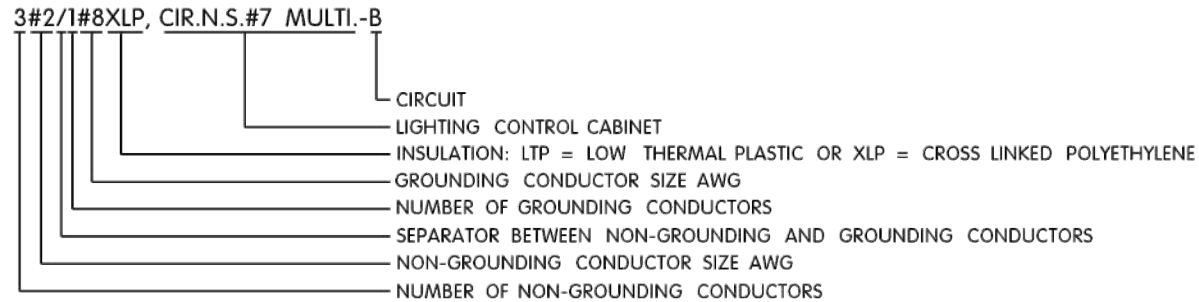 3#2/1#8XLP, CIR.N.S.#7 MULTI.-B
CIRCUIT
LIGHTING CONTROL CABINET
INSULATION: LTP = LOW THERMAL PLASTIC OR XLP = CROSS LINKED POLYETHYLENE
GROUNDING CONDUCTOR SIZE AWG
NUMBER OF GROUNDING CONDUCTORS
SEPARATOR BETWEEN NON-GROUNDING AND GROUNDING CONDUCTORS
NON-GROUNDING CONDUCTOR SIZE AWG
NUMBER OF NON-GROUNDING CONDUCTORS